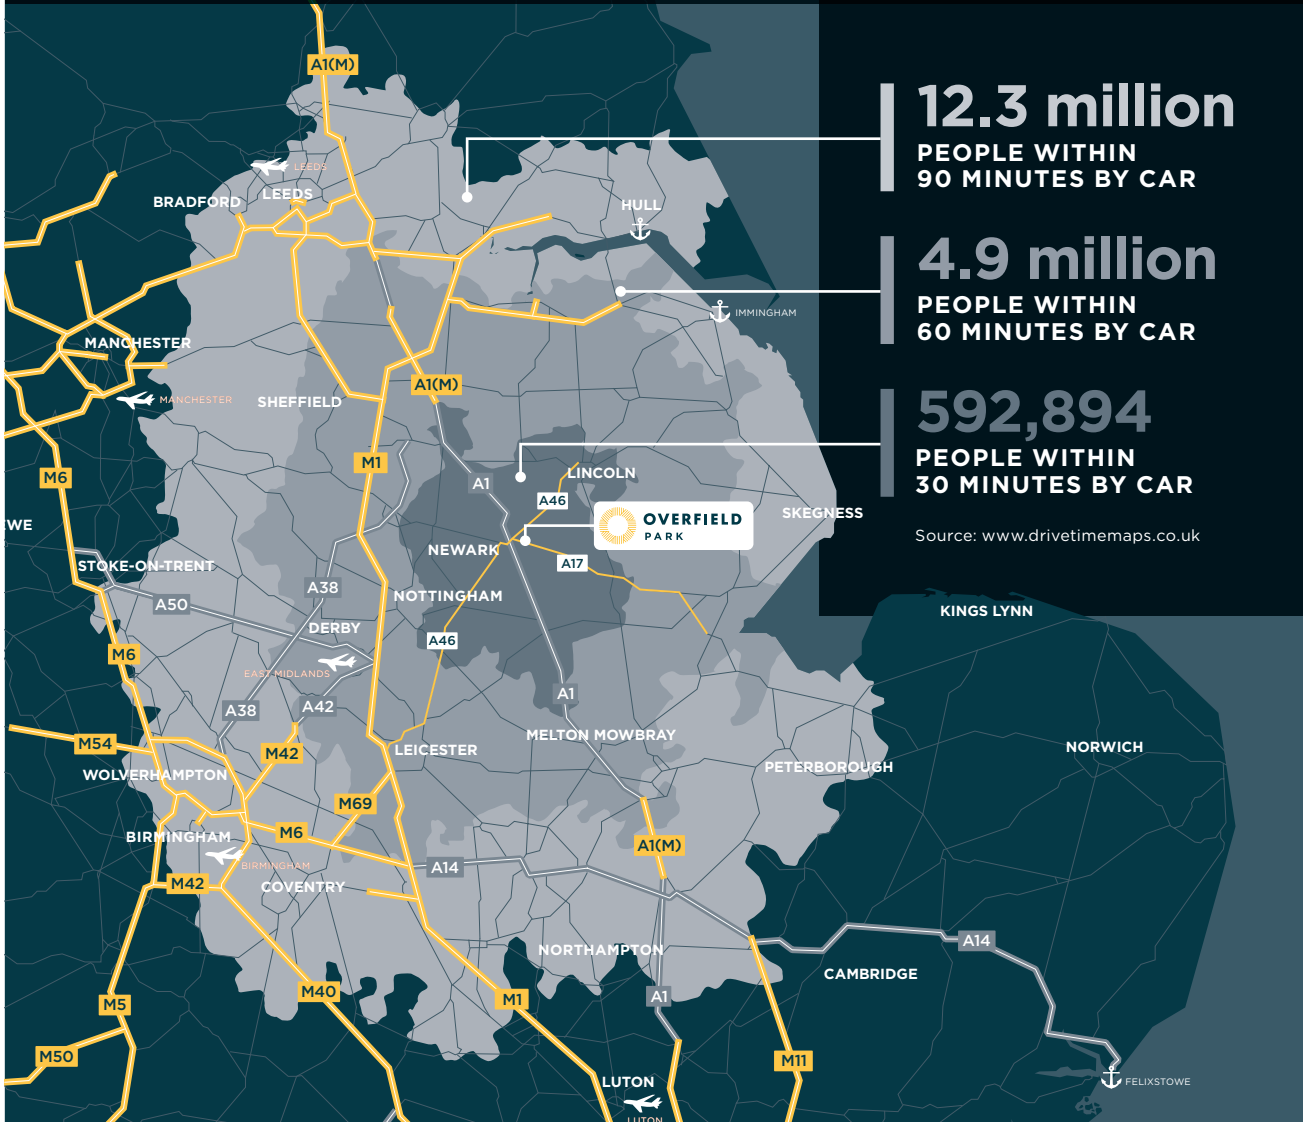 A1(M)
12.3 million
PEOPLE WITHIN
90 MINUTES BY CAR
LEEDS
BRADFORD
LEEDS
HULL
4.9 million
PEOPLE WITHIN
60 MINUTES BY CAR
IMMINGHAM
MANCHESTER
MANCHESTER
SHEFFIELD
A1(M)
592,894
PEOPLE WITHIN
30 MINUTES BY CAR
M6
M1
A1
LINCOLN
A46
SKEGNESS
OVERFIELD
PARK
Source: www.drivetimemaps.co.uk
EWE
NEWARK
A17
STOKE-ON-TRENT
A50
A38
NOTTINGHAM
KINGS LYNN
DERBY
A46
M6
EAST MIDLANDS
A38
A42
A1
M54
M42
LEICESTER
MELTON MOWBRAY
NORWICH
WOLVERHAMPTON
PETERBOROUGH
M69
BIRMINGHAM
M6
A1(M)
BIRMINGHAM
A14
M42
COVENTRY
NORTHAMPTON
A14
CAMBRIDGE
M5
M40
M1
A1
M50
M11
LUTON
FELIXSTOWE
LUTON